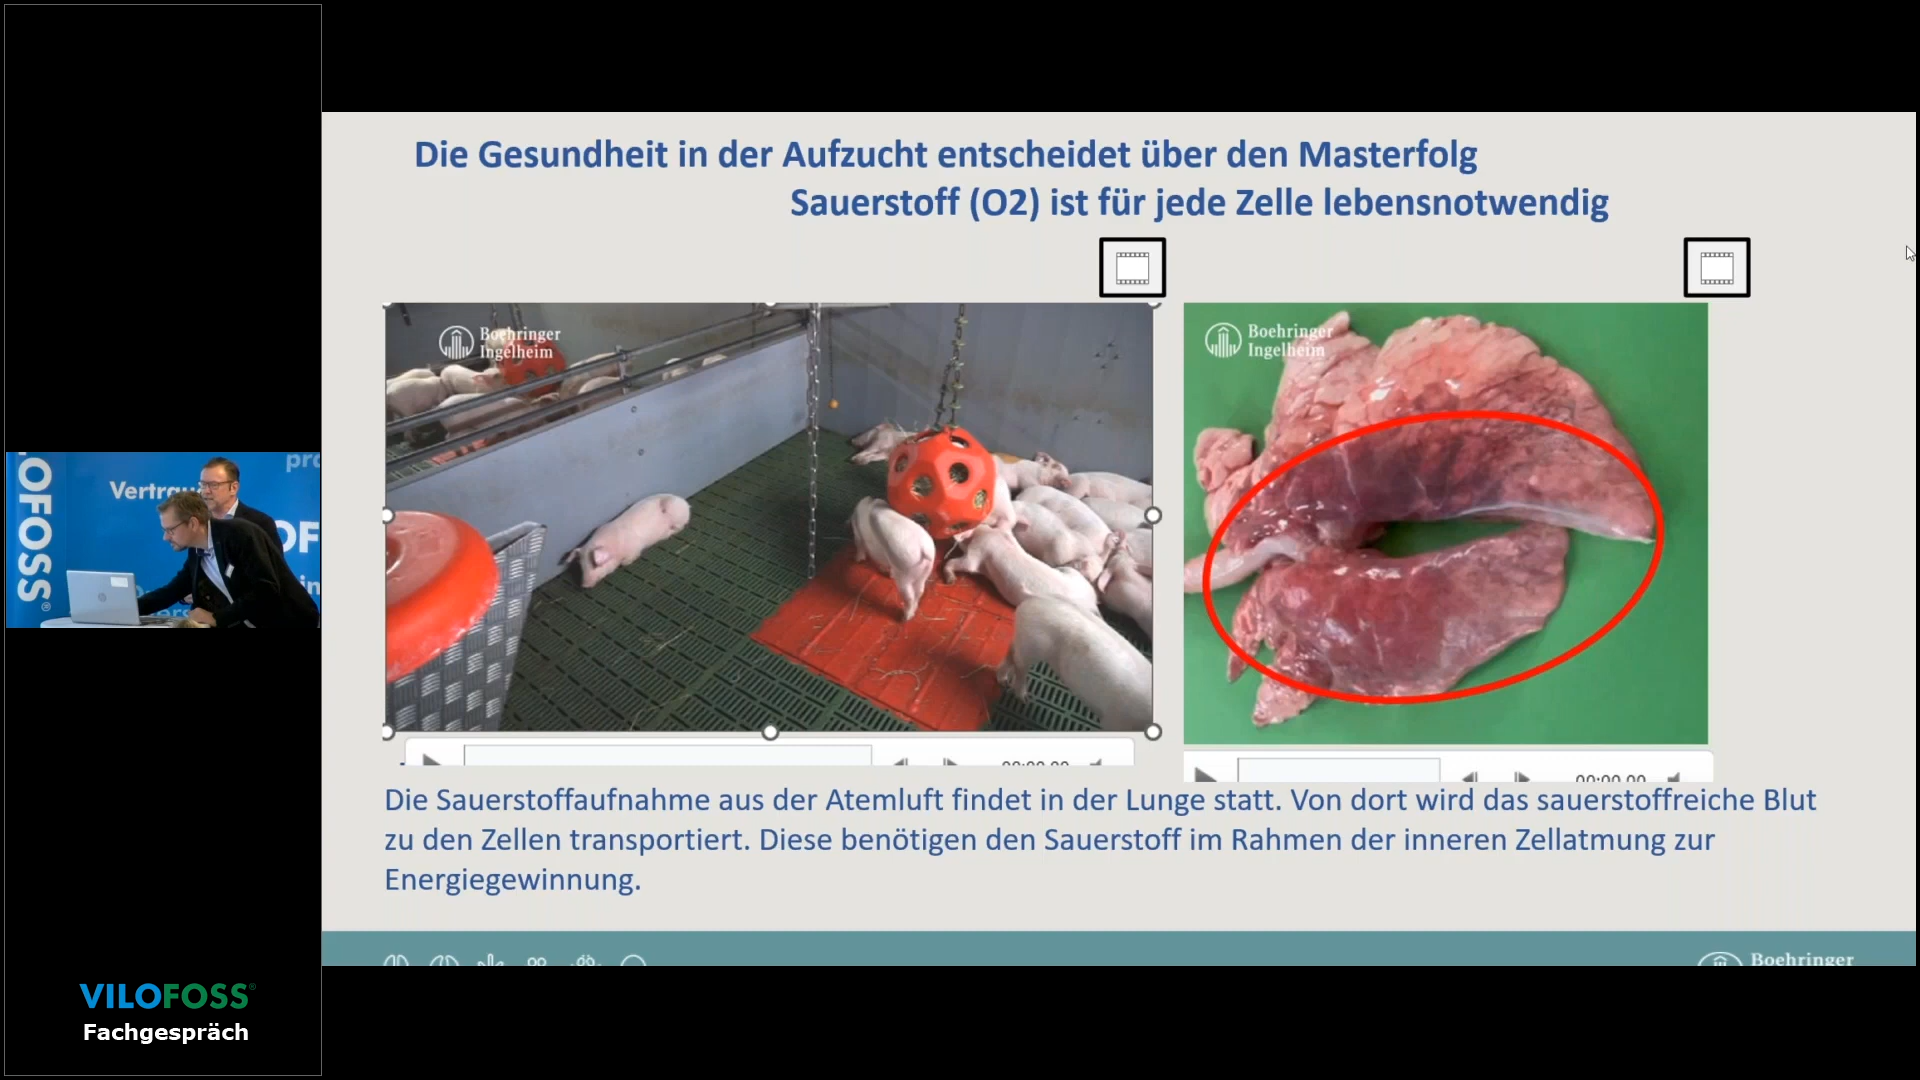 Die Gesundheit in der Aufzucht entscheidet über den Masterfolg
Sauerstoff (O2) ist für jede Zelle lebensnotwendig
Boehringer
Ingelheim
Boehringer
Ingelheim
Die Sauerstoffaufnahme aus der Atemluft findet in der Lunge statt. Von dort wird das sauerstoffreiche Blut
zu den Zellen transportiert. Diese benötigen den Sauerstoff im Rahmen der inneren Zellatmung zur
Energiegewinnung.
Boehringer
OFOSS®
VILOFOSS®
Fachgespräch